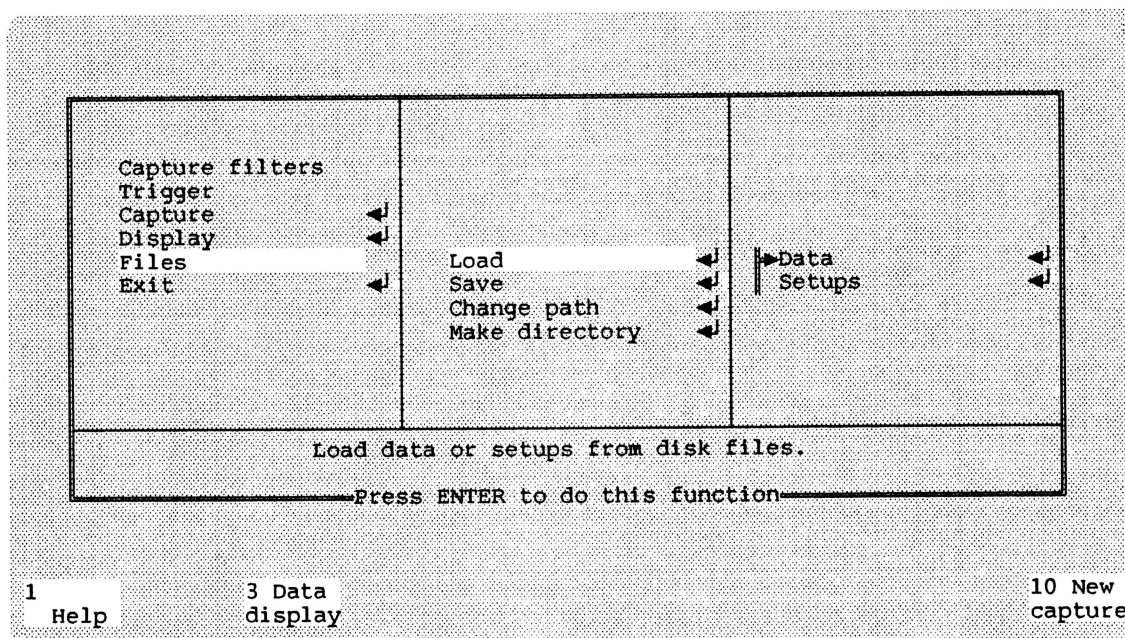 Capture filters
Trigger
Capture
Display
Files
Exit
Load
Save
Change path
Make directory
Data
Setups
Load data or setups from disk files.
Press ENTER to do this function
1
Help
3 Data
display
10 New
capture